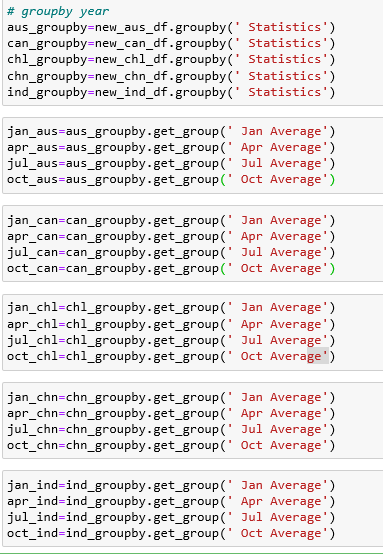 # groupby year
aus_groupby=new_aus_df.groupby(' Statistics')
can_groupby=new_can_df.groupby(' Statistics')
chl_groupby=new_chl_df.groupby(' Statistics')
chn_groupby=new_chn_df.groupby(' Statistics')
ind_groupby=new_ind_df.groupby(' Statistics')
jan_aus=aus_groupby.get_group(' Jan Average')
apr_aus=aus_groupby.get_group(' Apr Average')
jul_aus=aus_groupby.get_group(' Jul Average')
oct_aus=aus_groupby.get_group(' Oct Average')
jan_can=can_groupby.get_group(' Jan Average')
apr_can=can_groupby.get_group(' Apr Average')
jul_can=can_groupby.get_group(' Jul Average')
oct_can=can_groupby.get_group(' Oct Average')
jan_chl=chl_groupby.get_group(' Jan Average')
apr_chl=chl_groupby.get_group(' Apr Average')
jul_chl=chl_groupby.get_group(' Jul Average')
oct_chl=chl_groupby.get_group(' Oct Average')
jan_chn=chn_groupby.get_group(' Jan Average')
apr_chn=chn_groupby.get_group(' Apr Average')
jul_chn=chn_groupby.get_group(' Jul Average')
oct_chn=chn_groupby.get_group(' Oct Average')
jan_ind=ind_groupby.get_group(' Jan Average')
apr_ind=ind_groupby.get_group(' Apr Average')
jul_ind=ind_groupby.get_group(' Jul Average')
oct_ind=ind_groupby.get_group(' Oct Average')